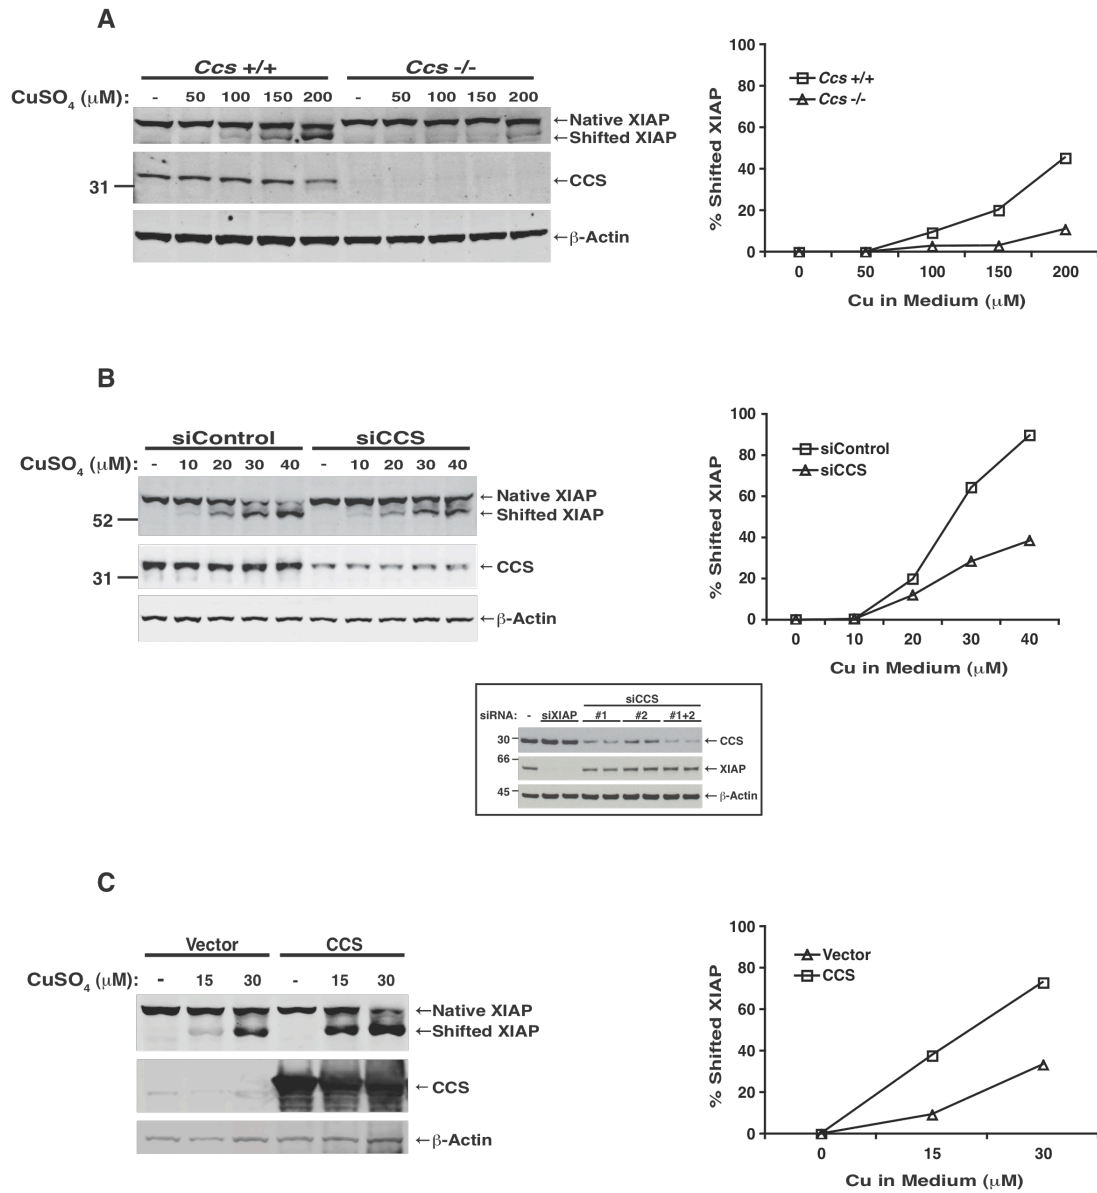 A
Ccs +/+ Ccs -/-
CuSO4 (μM): - 50 100 150 200 - 50 100 150 200
←Native XIAP
←Shifted XIAP
31
←CCS
←β-Actin
100
80
60
40
20
0
% Shifted XIAP
Ccs +/+
Ccs -/-
0 50 100 150 200
Cu in Medium (μM)
B
siControl siCCS
CuSO4 (μM): - 10 20 30 40 - 10 20 30 40
←Native XIAP
←Shifted XIAP
52
←CCS
31
←β-Actin
100
80
60
40
20
0
% Shifted XIAP
siControl
siCCS
0 10 20 30 40
Cu in Medium (μM)
siCCS
siRNA: - siXIAP #1 #2 #1+2
30
←CCS
66
←XIAP
45
←β-Actin
C
Vector CCS
CuSO4 (μM): - 15 30 - 15 30
←Native XIAP
←Shifted XIAP
←CCS
←β-Actin
100
80
60
40
20
0
% Shifted XIAP
Vector
CCS
0 15 30
Cu in Medium (μM)